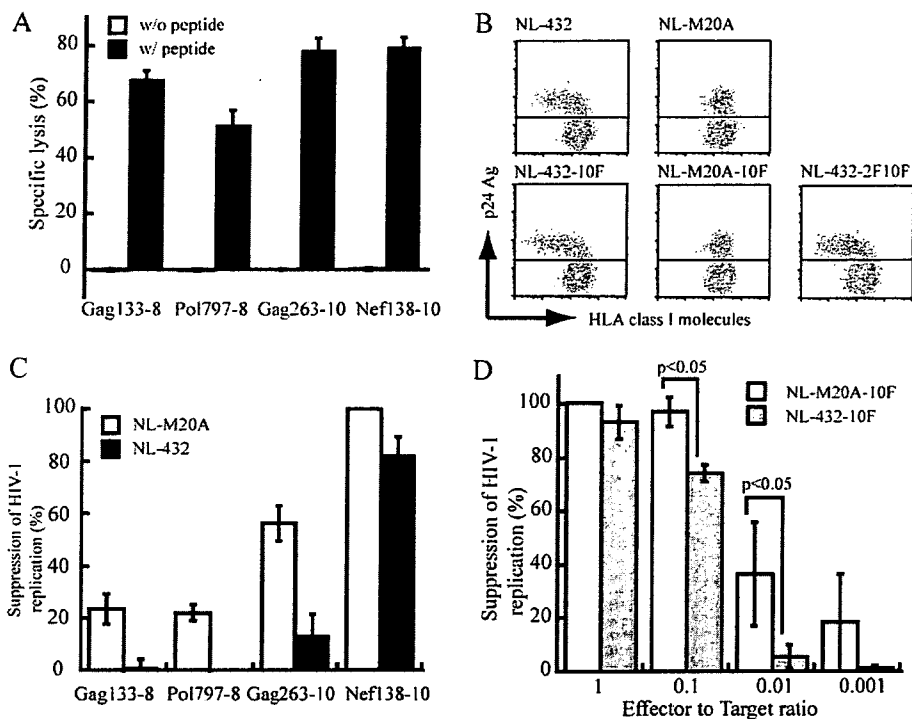 A
w/o peptide
w/ peptide
Specific lysis (%)
80
60
40
20
0
Gag133-8 Pol797-8 Gag263-10 Nef138-10
B
NL-432 NL-M20A
NL-432-10F NL-M20A-10F NL-432-2F10F
p24 Ag
HLA class I molecules
C
NL-M20A
NL-432
Suppression of HIV-1
replication (%)
100
80
60
40
20
0
Gag133-8 Pol797-8 Gag263-10 Nef138-10
D
p<0.05
NL-M20A-10F
NL-432-10F
p<0.05
Suppression of HIV-1
replication (%)
100
80
60
40
20
0
1 0.1 0.01 0.001
Effector to Target ratio